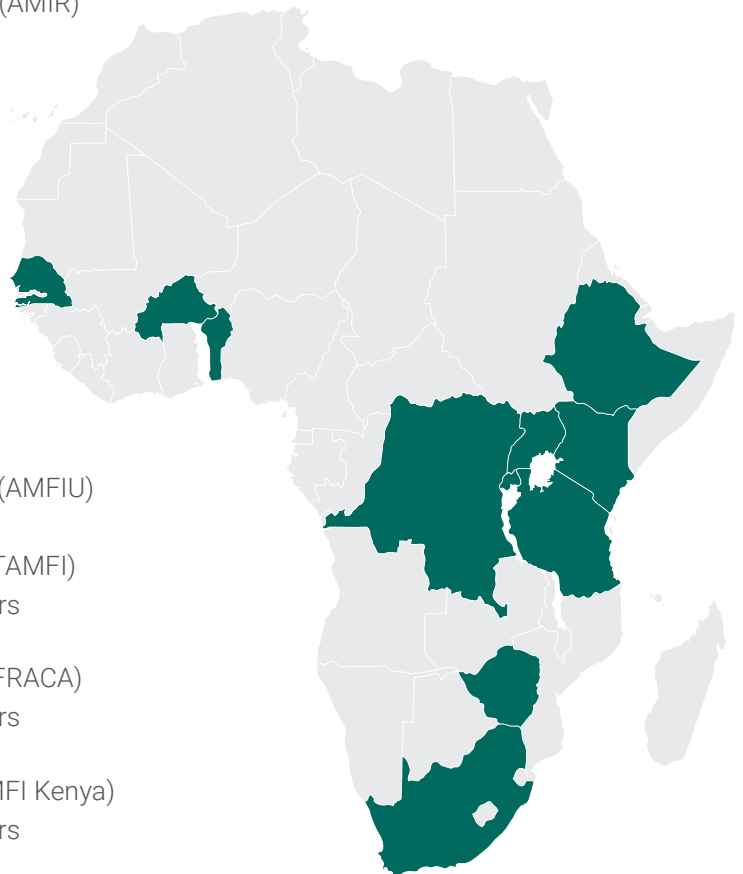 (AMIR)
(AMFIU)
TAMFI)
rs
FRACA)
rs
MFI Kenya)
rs